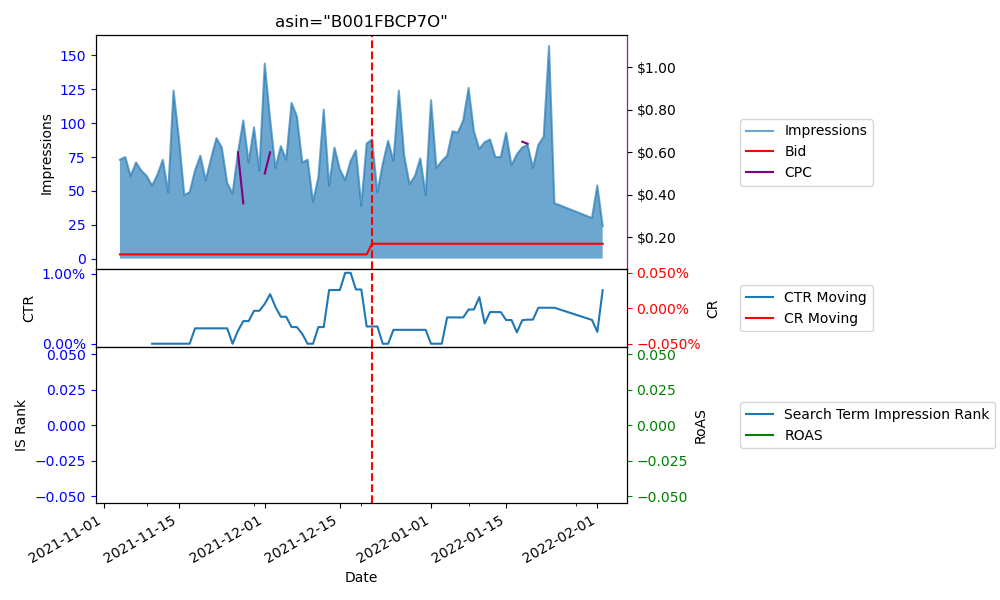 asin="B001FBCP7O"
Impressions
150
125
100
75
50
25
0
$1.00
$0.80
$0.60
$0.40
$0.20
Impressions
Bid
CPC
CTR
1.00%
0.00%
0.050%
0.000%
−0.050%
CR
CTR Moving
CR Moving
IS Rank
0.050
0.025
0.000
−0.025
−0.050
0.050
0.025
0.000
−0.025
−0.050
RoAS
Search Term Impression Rank
ROAS
2021-11-01
2021-11-15
2021-12-01
2021-12-15
2022-01-01
2022-01-15
2022-02-01
Date